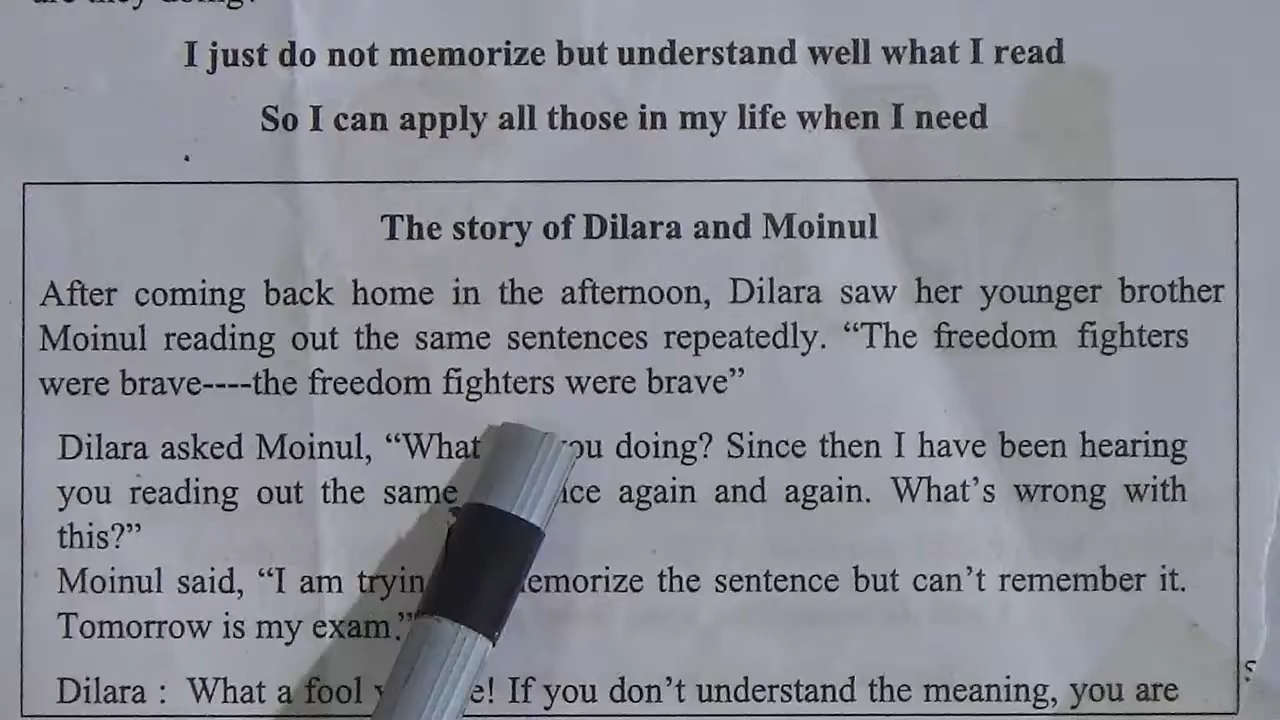 are they doing?
I just do not memorize but understand well what I read
So I can apply all those in my life when I need
The story of Dilara and Moinul
After coming back home in the afternoon, Dilara saw her younger brother
Moinul reading out the same sentences repeatedly. “The freedom fighters
were brave----the freedom fighters were brave”
Dilara asked Moinul, “What you doing? Since then I have been hearing
you reading out the same again and again. What’s wrong with
this?”
Moinul said, “I am memorize the sentence but can’t remember it.
Tomorrow is my exam.”
Dilara : What a fool If you don’t understand the meaning, you are